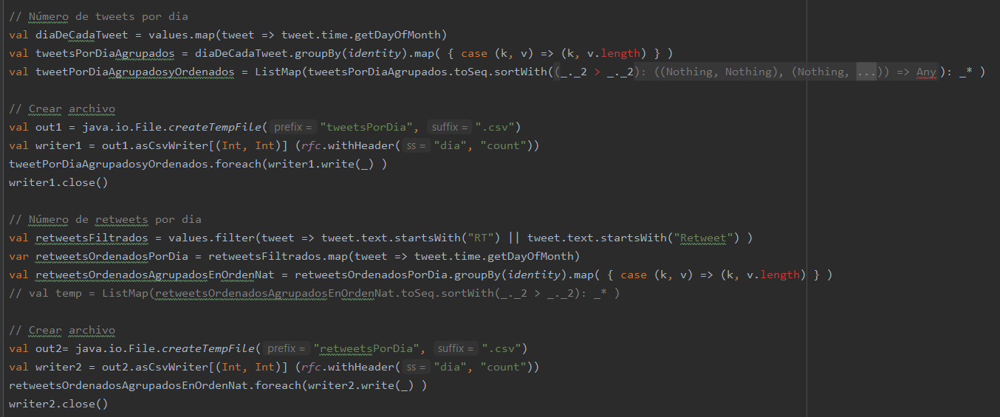 // Número de tweets por dia
val diaDeCadaTweet = values.map(tweet => tweet.time.getDayOfMonth)
val tweetsPorDiaAgrupados = diaDeCadaTweet.groupBy(identity).map( { case (k, v) => (k, v.length) } )
val tweetPorDiaAgrupadosyOrdenados = ListMap(tweetsPorDiaAgrupados.toSeq.sortWith((_._2 > _._2): ((Nothing, Nothing), (Nothing, ...)) => Any ): _* )
// Crear archivo
val out1 = java.io.File.createTempFile( prefix = "tweetsPorDia", suffix = ".csv")
val writer1 = out1.asCsvWriter[(Int, Int)] (rfc.withHeader( ss = "dia", "count"))
tweetPorDiaAgrupadosyOrdenados.foreach(writer1.write(_) )
writer1.close()
// Número de retweets por dia
val retweetsFiltrados = values.filter(tweet => tweet.text.startsWith("RT") || tweet.text.startsWith("Retweet") )
var retweetsOrdenadosPorDia = retweetsFiltrados.map(tweet => tweet.time.getDayOfMonth)
val retweetsOrdenadosAgrupadosEnOrdenNat = retweetsOrdenadosPorDia.groupBy(identity).map( { case (k, v) => (k, v.length) } )
// val temp = ListMap(retweetsOrdenadosAgrupadosEnOrdenNat.toSeq.sortWith(_._2 > _._2): _* )
// Crear archivo
val out2= java.io.File.createTempFile( prefix = "retweetsPorDia", suffix = ".csv")
val writer2 = out2.asCsvWriter[(Int, Int)] (rfc.withHeader( ss = "dia", "count"))
retweetsOrdenadosAgrupadosEnOrdenNat.foreach(writer2.write(_) )
writer2.close()